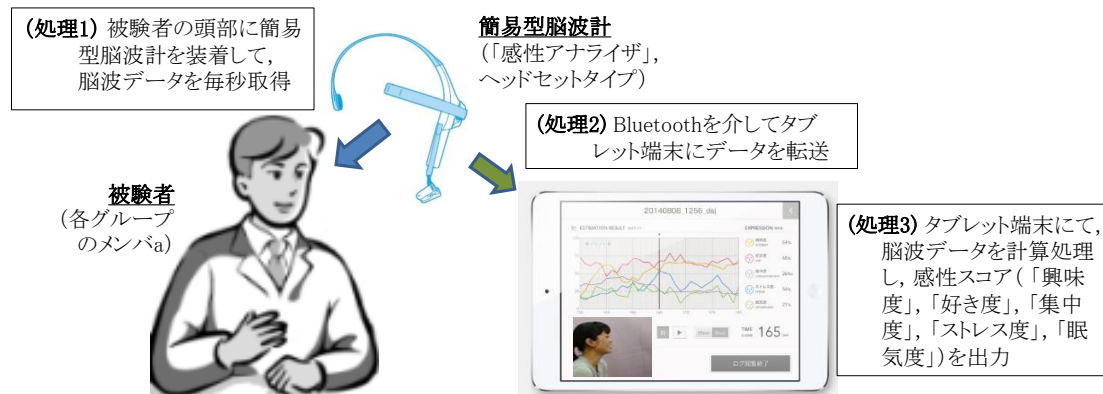 (処理1) 被験者の頭部に簡易
型脳波計を装着して,
脳波データを毎秒取得
簡易型脳波計
(「感性アナライザ」,
ヘッドセットタイプ)
(処理2) Bluetoothを介してタブ
レット端末にデータを転送
被験者
(各グループ
のメンバa)
20140806_1256_dsj
ESTIMATION RESULT
EXPRESSION
TIME 165
ログ閲覧終了
(処理3) タブレット端末にて,
脳波データを計算処理
し, 感性スコア(「興味
度」, 「好き度」, 「集中
度」, 「ストレス度」, 「眠
気度」)を出力